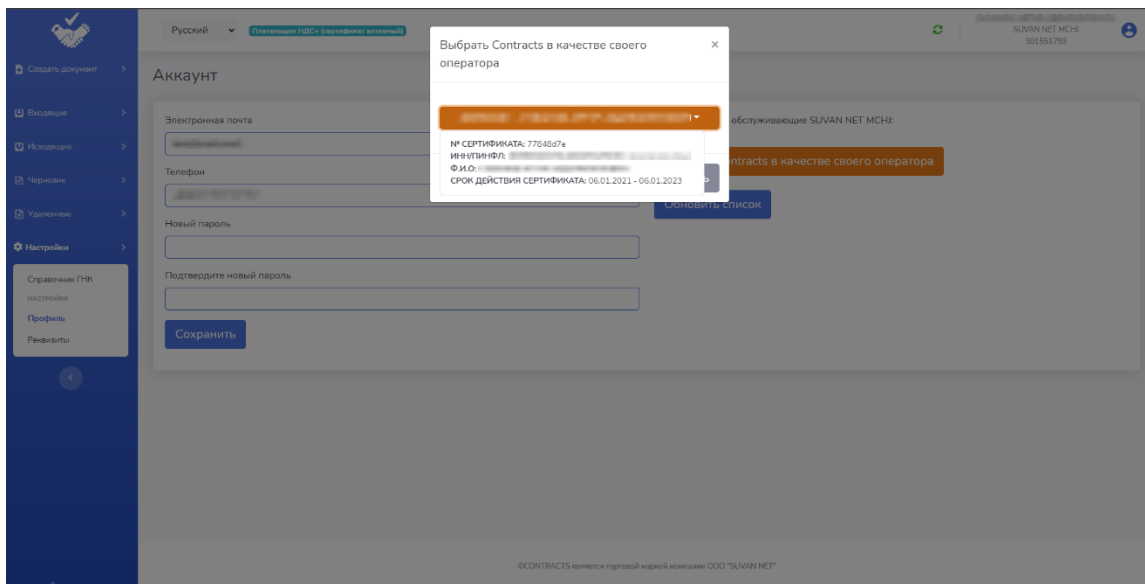 Русский
Плательщик НДС+ (сертификат активный)
SUVAN NET MCHJ
301551793
Создать документ
Входящие
Исходящие
Черновик
Удаленные
Настройки
Справочник ГНК
НАСТРОЙКИ
Профиль
Реквизиты
Аккаунт
Электронная почта
Телефон
Новый пароль
Подтвердите новый пароль
Сохранить
Выбрать Contracts в качестве своего
оператора
×
№ СЕРТИФИКАТА: 77848d7e
ИНН/ПИНФЛ:
Ф.И.О:
СРОК ДЕЙСТВИЯ СЕРТИФИКАТА: 06.01.2021 - 06.01.2023
обслуживающие SUVAN NET MCHJ:
ntracts в качестве своего оператора
Обновить список
©CONTRACTS является торговой маркой компании ООО "SUVAN NET"